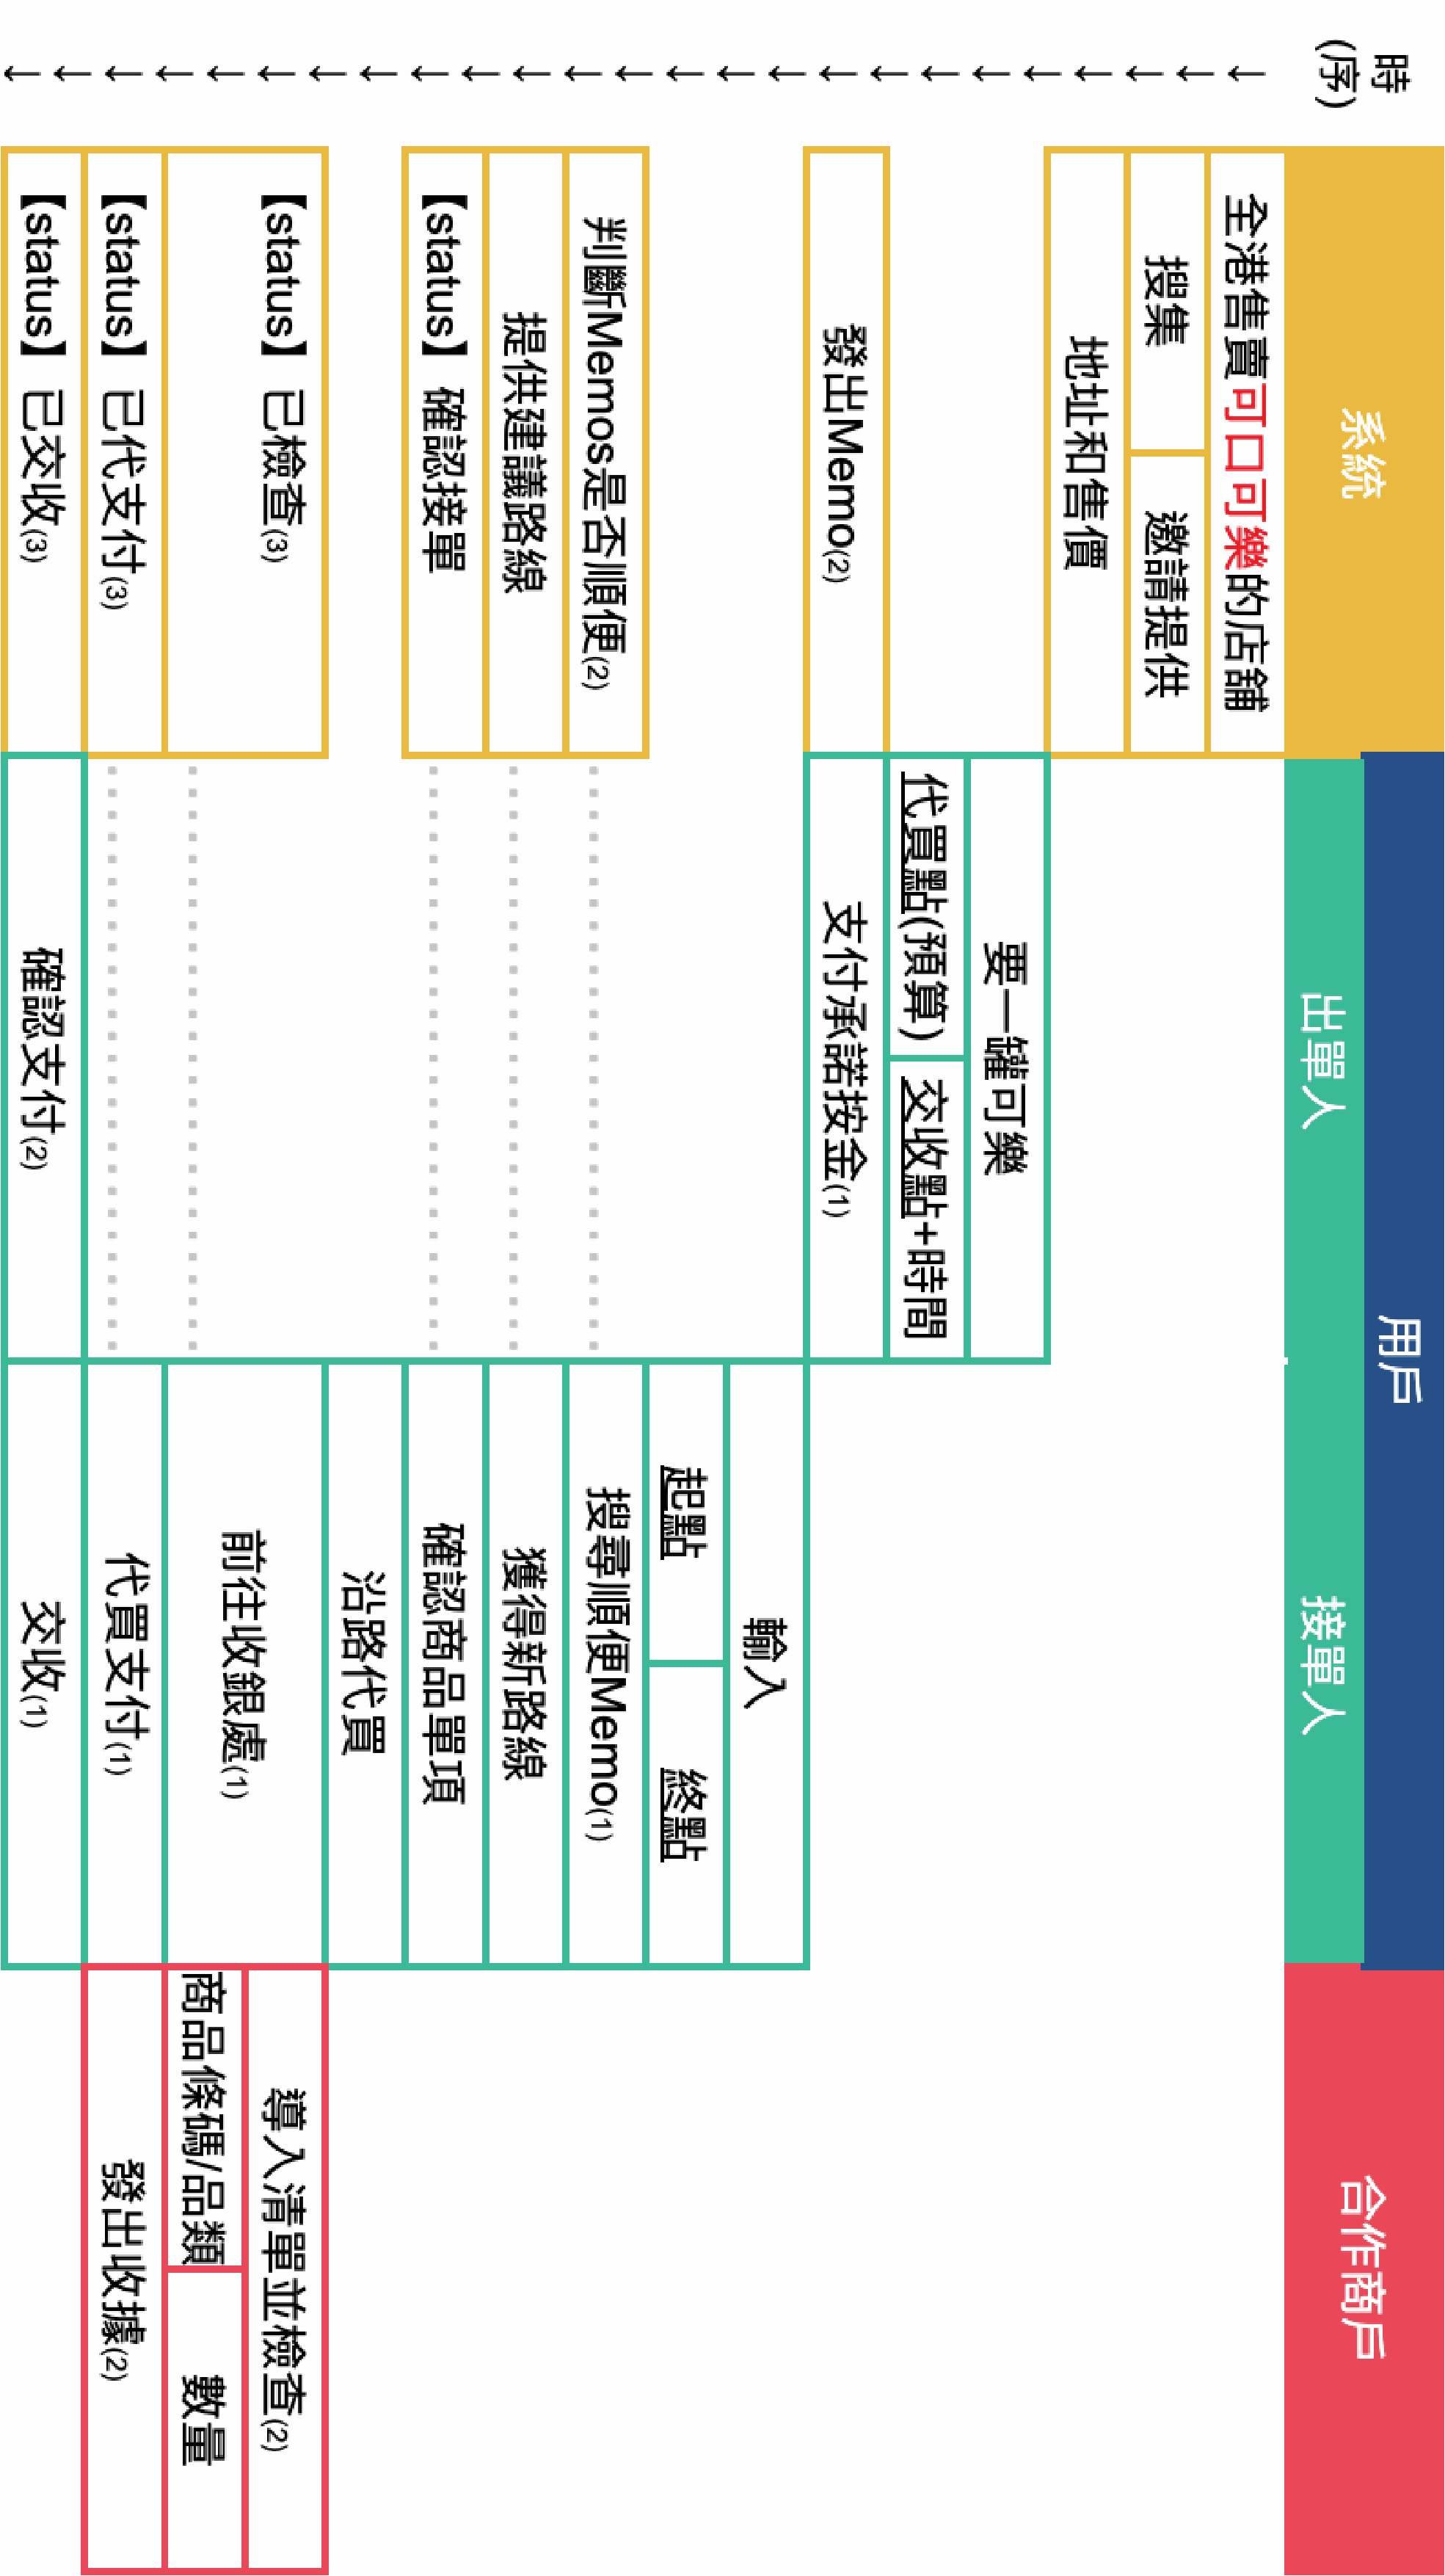 時
(序)
系統
用戶
合作商戶
出單人
接單人
↓
全港售賣可口可樂的店舖
↓
↓
搜集
邀請提供
↓
↓
地址和售價
↓
要一罐可樂
↓
↓
代買點(預算)
交收點+時間
↓
發出Memo(2)
支付承諾按金(1)
↓
↓
輸入
↓
起點
終點
↓
↓
判斷Memos是否順便(2)
搜尋順便Memo(1)
↓
提供建議路線
獲得新路線
↓
↓
【status】確認接單
確認商品單項
↓
沿路代買
↓
↓
【status】已檢查(3)
前往收銀處(1)
導入清單並檢查(2)
↓
商品條碼/品類
數量
↓
↓
【status】已代支付(3)
代買支付(1)
發出收據(2)
↓
↓
【status】已交收(3)
確認支付(2)
交收(1)